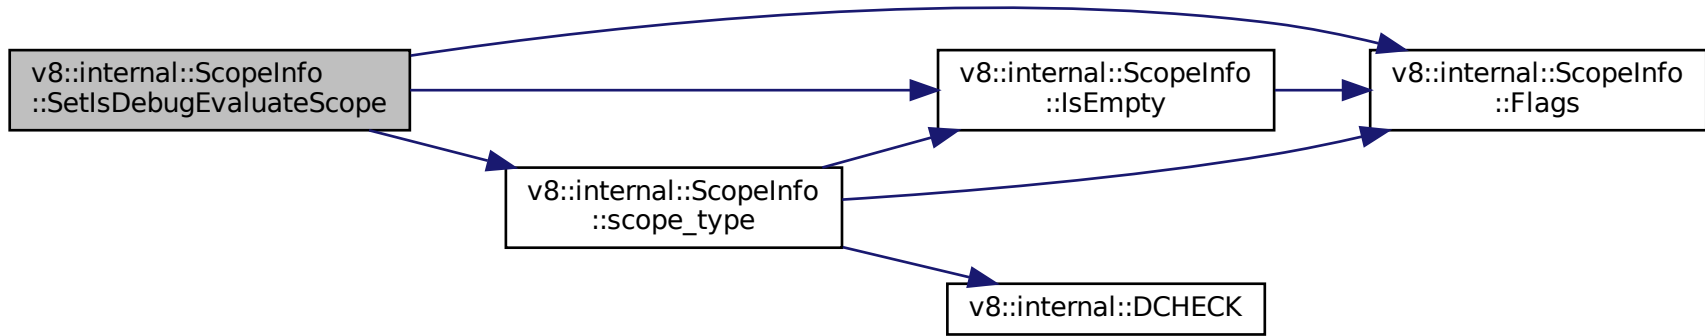 v8::internal::ScopeInfo
::SetIsDebugEvaluateScope
v8::internal::ScopeInfo
::IsEmpty
v8::internal::ScopeInfo
::Flags
v8::internal::ScopeInfo
::scope_type
v8::internal::DCHECK